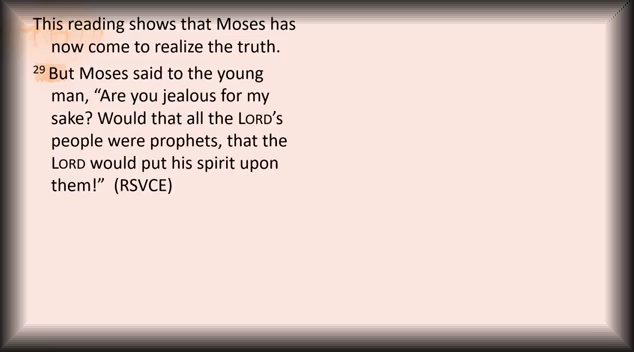 This reading shows that Moses has
now come to realize the truth.
29 But Moses said to the young
man, “Are you jealous for my
sake? Would that all the LORD’s
people were prophets, that the
LORD would put his spirit upon
them!” (RSVCE)